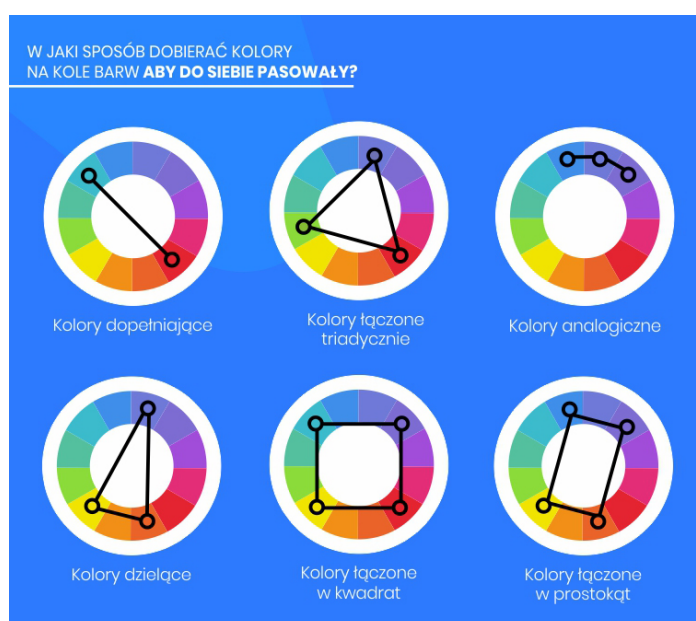 W JAKI SPOSÓB DOBIERAĆ KOLORY
NA KOLE BARW ABY DO SIEBIE PASOWAŁY?
Kolory dopełniające
Kolory łączone
triadycznie
Kolory analogiczne
Kolory dzielące
Kolory łączone
w kwadrat
Kolory łączone
w prostokąt